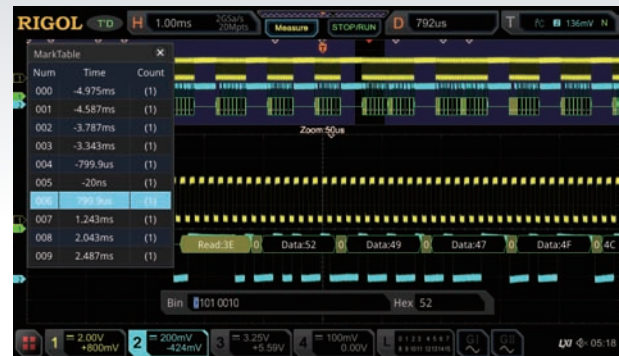 RIGOL T'D H 1.00ms 2GSa/s 20Mpts Measure STOP/RUN D 792us T 136mV N
MarkTable ×
Num Time Count
000 -4.975ms (1)
001 -4.587ms (1)
002 -3.787ms (1)
003 -3.343ms (1)
004 -799.9us (1)
005 -20ns (1)
006 799.9us (1)
007 1.243ms (1)
008 2.043ms (1)
009 2.487ms (1)
Zoom:50us
Read:3E 0 Data:52 0 Data:49 0 Data:47 0 Data:4F 0 4C
Bin 0101 0010 Hex 52
1 2.00V +800mV 2 200mV -424mV 3 3.25V +5.59V 4 100mV 0.00V L GI GII LXI 05:18